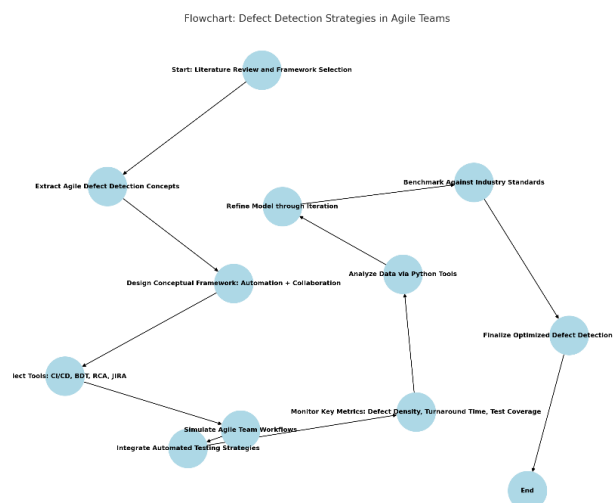 Flowchart: Defect Detection Strategies in Agile Teams
Start: Literature Review and Framework Selection
Extract Agile Defect Detection Concepts
Benchmark Against Industry Standards
Refine Model through Iteration
Analyze Data via Python Tools
Design Conceptual Framework: Automation + Collaboration
Finalize Optimized Defect Detection
lect Tools: CI/CD, BDT, RCA, JIRA
Monitor Key Metrics: Defect Density, Turnaround Time, Test Coverage
Simulate Agile Team Workflows
Integrate Automated Testing Strategies
End